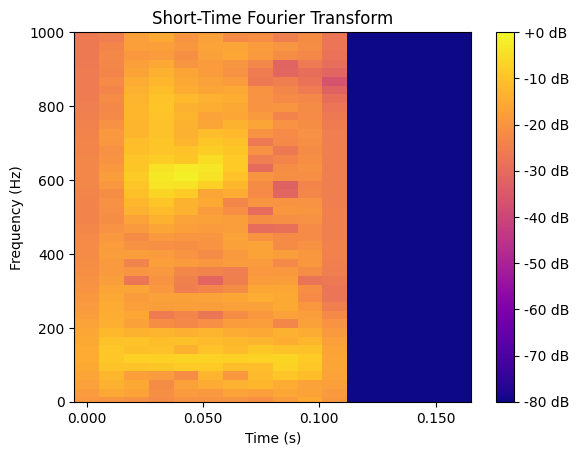 Short-Time Fourier Transform
1000
800
600
400
200
0
Frequency (Hz)
0.000
0.050
0.100
0.150
Time (s)
+0 dB
-10 dB
-20 dB
-30 dB
-40 dB
-50 dB
-60 dB
-70 dB
-80 dB